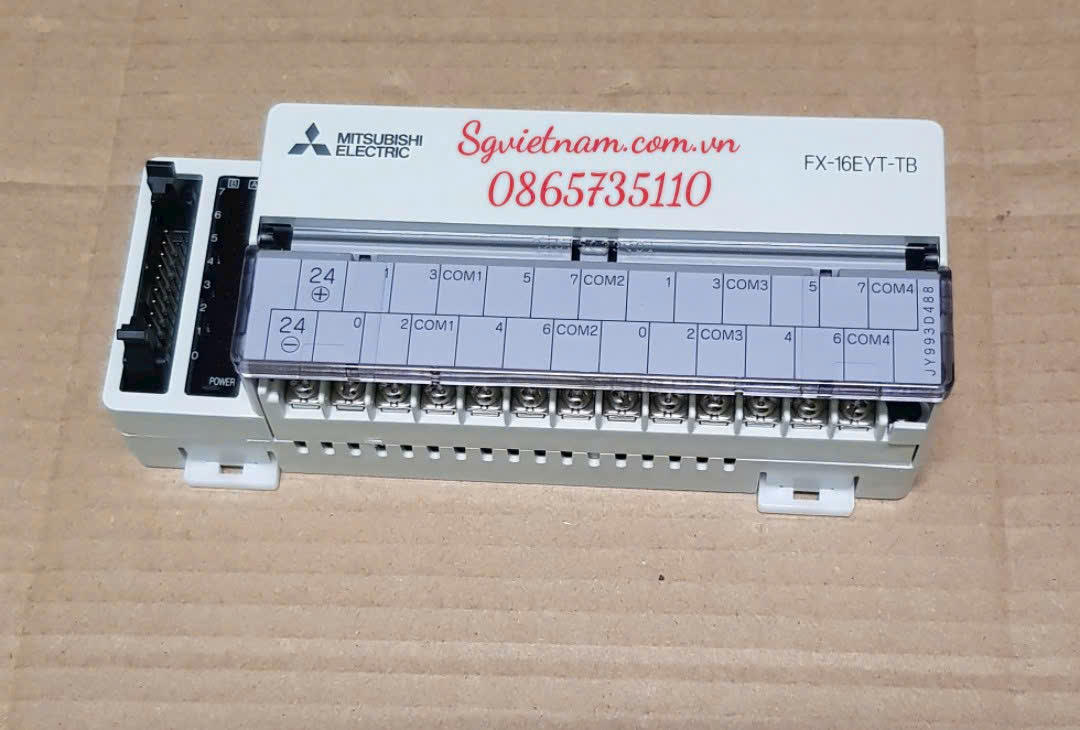 MITSUBISHI
ELECTRIC
Sgvietnam.com.vn
0865735110
FX-16EYT-TB
7
6
5
4
3
2
1
0
POWER
24 1 3 COM1 5 7 COM2 1 3 COM3 5 7 COM4
24 0 2 COM1 4 6 COM2 0 2 COM3 4 6 COM4
JY993D488